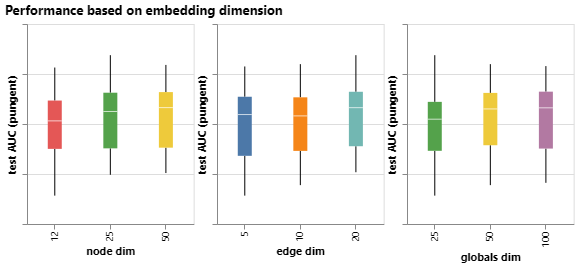 Performance based on embedding dimension
test AUC (pungent)
12
25
50
node dim
test AUC (pungent)
5
10
20
edge dim
test AUC (pungent)
25
50
100
globals dim